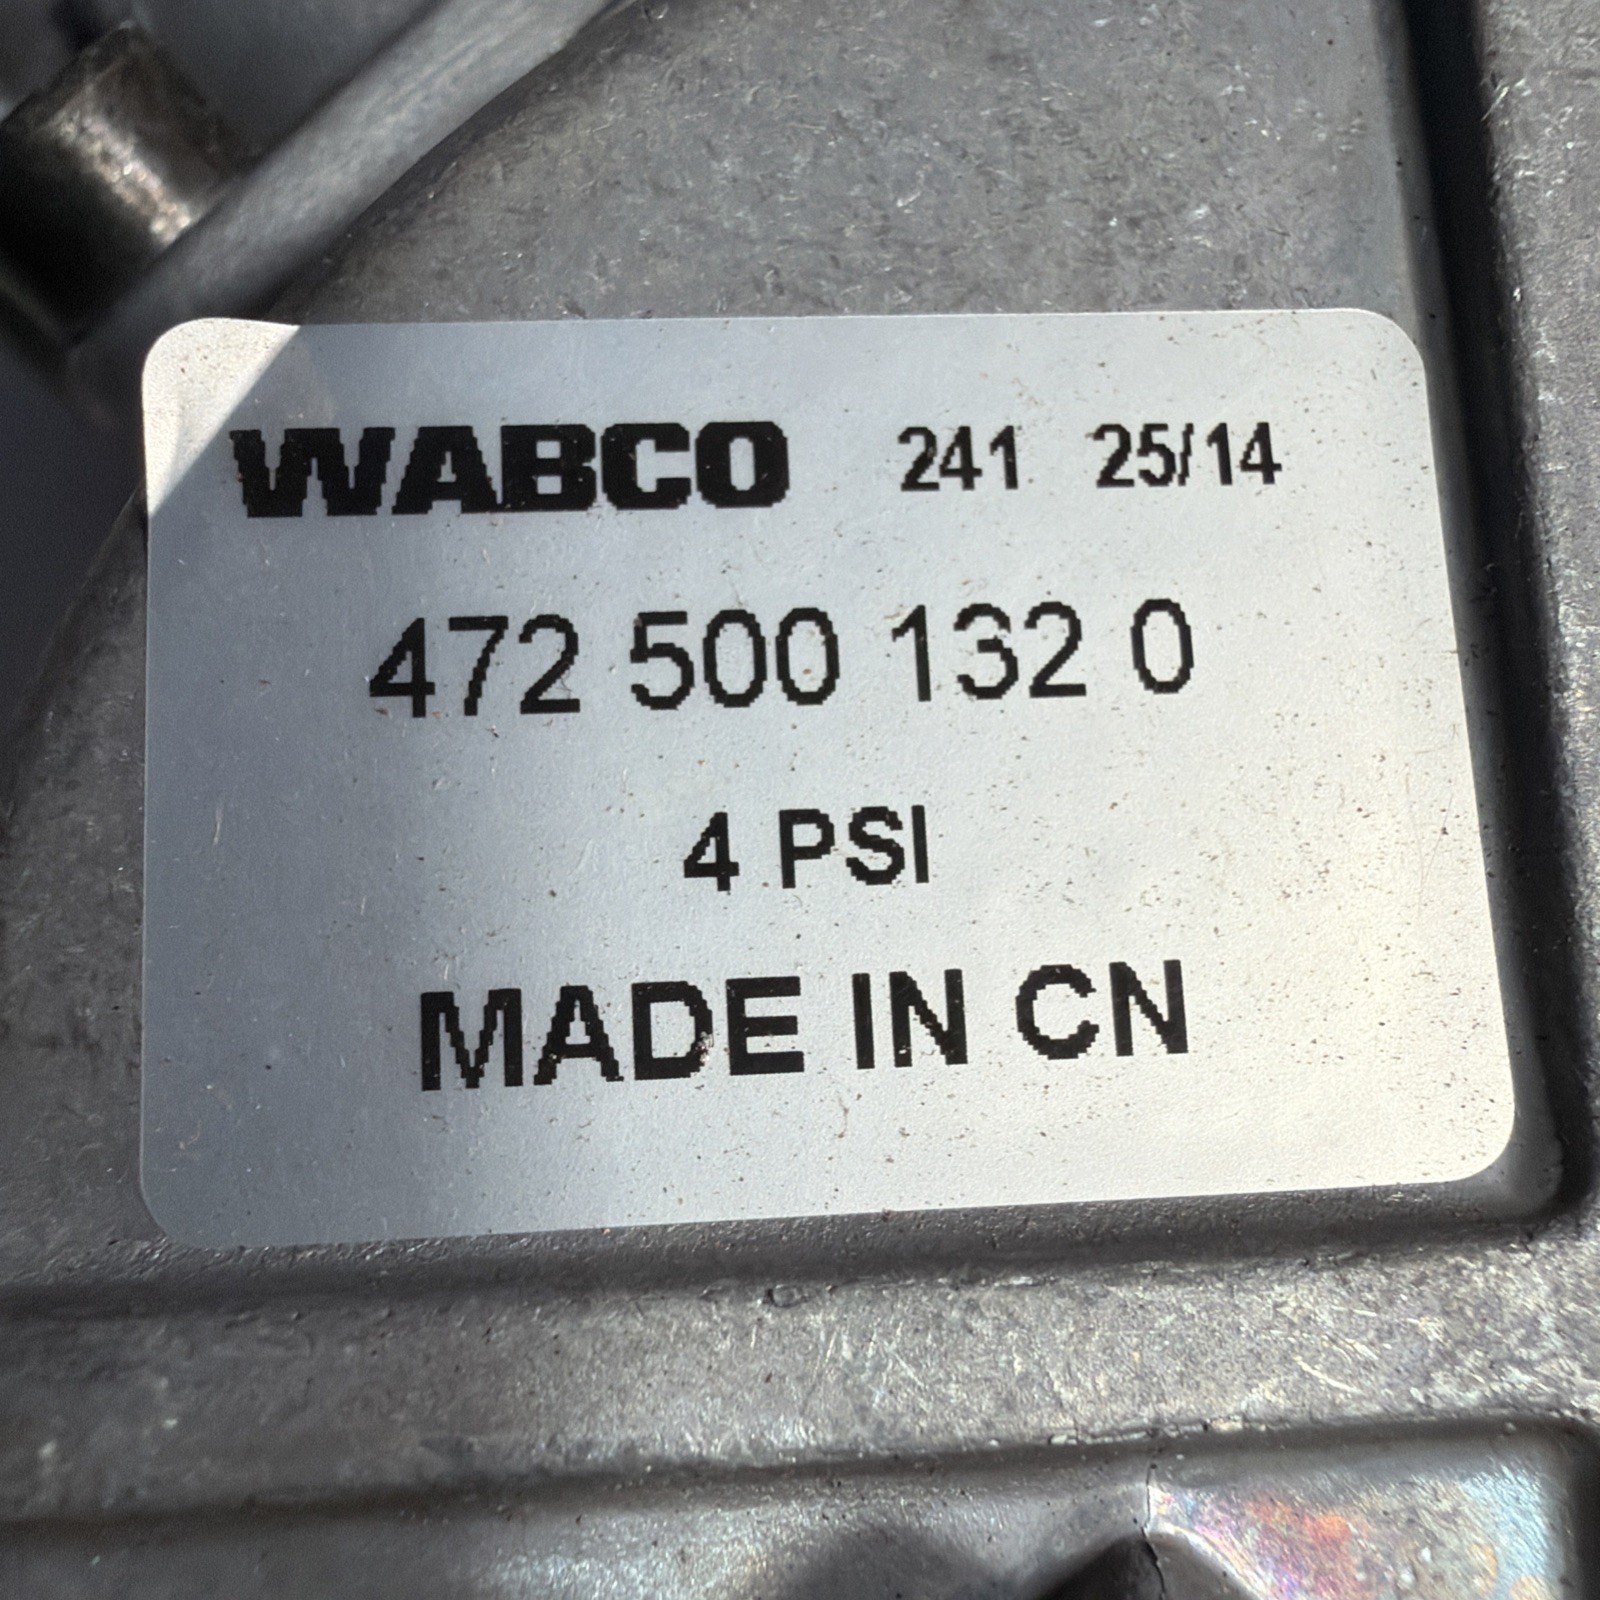 WABCO 241 25/14
472 500 132 0
4 PSI
MADE IN CN